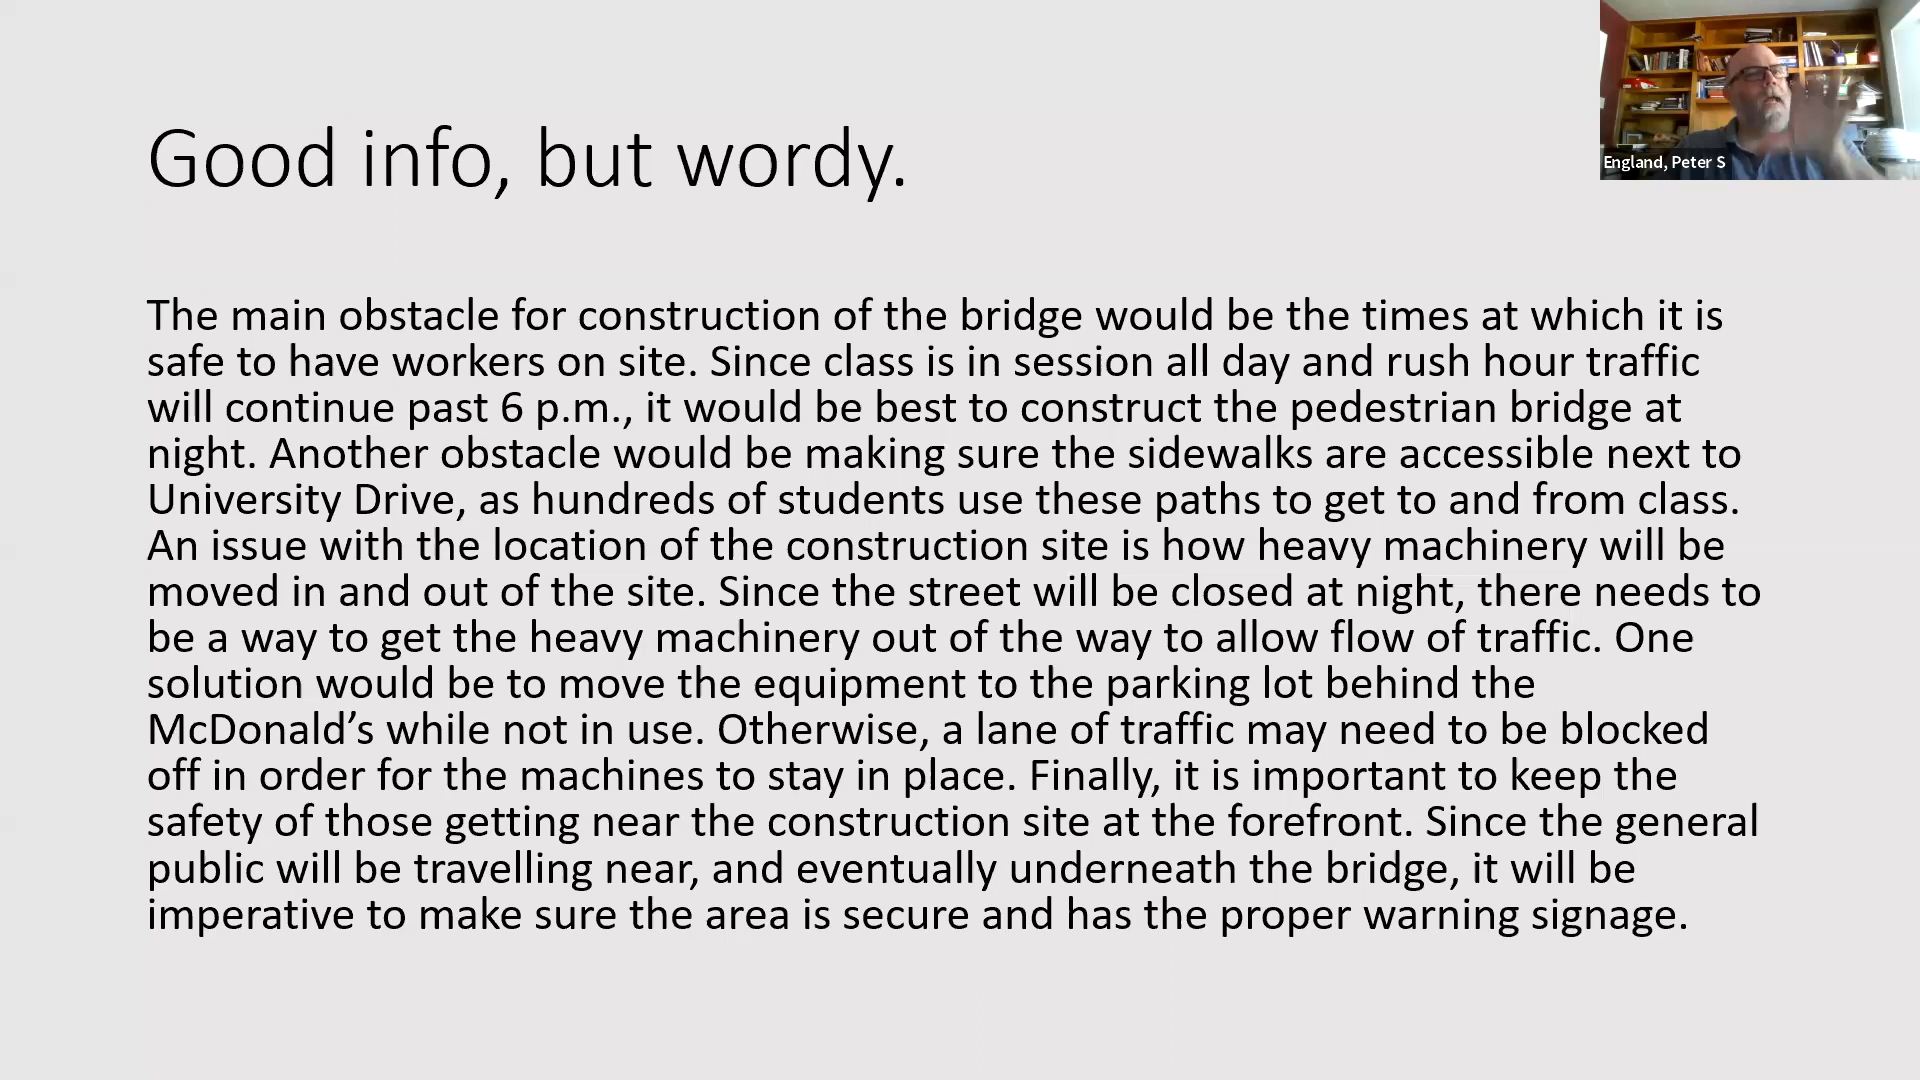 Good info, but wordy.
England, Peter S
The main obstacle for construction of the bridge would be the times at which it is
safe to have workers on site. Since class is in session all day and rush hour traffic
will continue past 6 p.m., it would be best to construct the pedestrian bridge at
night. Another obstacle would be making sure the sidewalks are accessible next to
University Drive, as hundreds of students use these paths to get to and from class.
An issue with the location of the construction site is how heavy machinery will be
moved in and out of the site. Since the street will be closed at night, there needs to
be a way to get the heavy machinery out of the way to allow flow of traffic. One
solution would be to move the equipment to the parking lot behind the
McDonald’s while not in use. Otherwise, a lane of traffic may need to be blocked
off in order for the machines to stay in place. Finally, it is important to keep the
safety of those getting near the construction site at the forefront. Since the general
public will be travelling near, and eventually underneath the bridge, it will be
imperative to make sure the area is secure and has the proper warning signage.